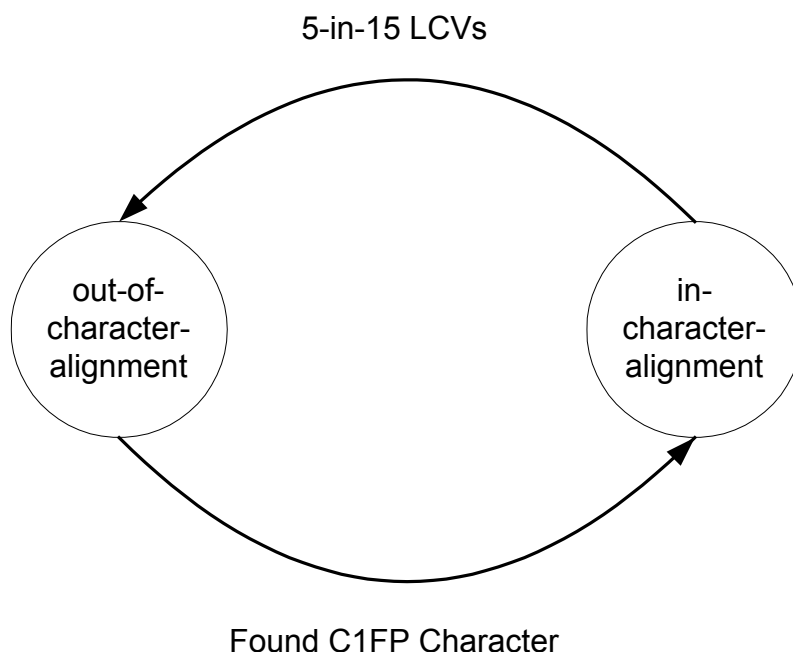 5-in-15 LCVs
out-of-
character-
alignment
in-
character-
alignment
Found C1FP Character